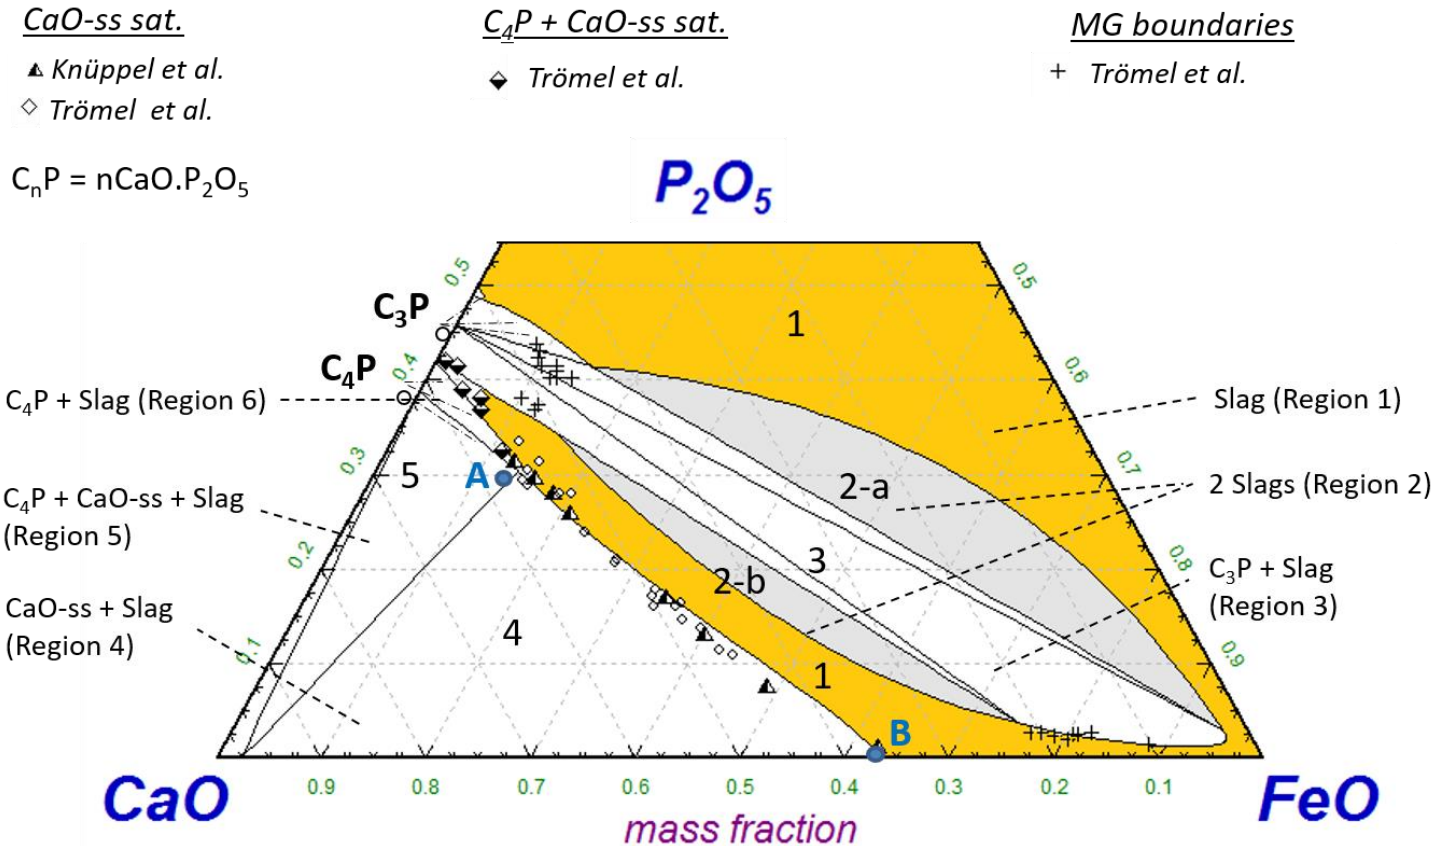 CaO-ss sat.
C4P + CaO-ss sat.
MG boundaries
Knüppel et al.
Trömel et al.
Trömel et al.
Trömel et al.
CnP = nCaO.P2O5
P2O5
0.5
0.5
C3P
1
C4P
0.4
0.6
C4P + Slag (Region 6)
Slag (Region 1)
0.3
0.7
5
A
2-a
2 Slags (Region 2)
C4P + CaO-ss + Slag
(Region 5)
0.2
3
0.8
2-b
C3P + Slag
(Region 3)
CaO-ss + Slag
(Region 4)
4
0.1
0.9
1
B
CaO
0.9
0.8
0.7
0.6
0.5
0.4
0.3
0.2
0.1
FeO
mass fraction